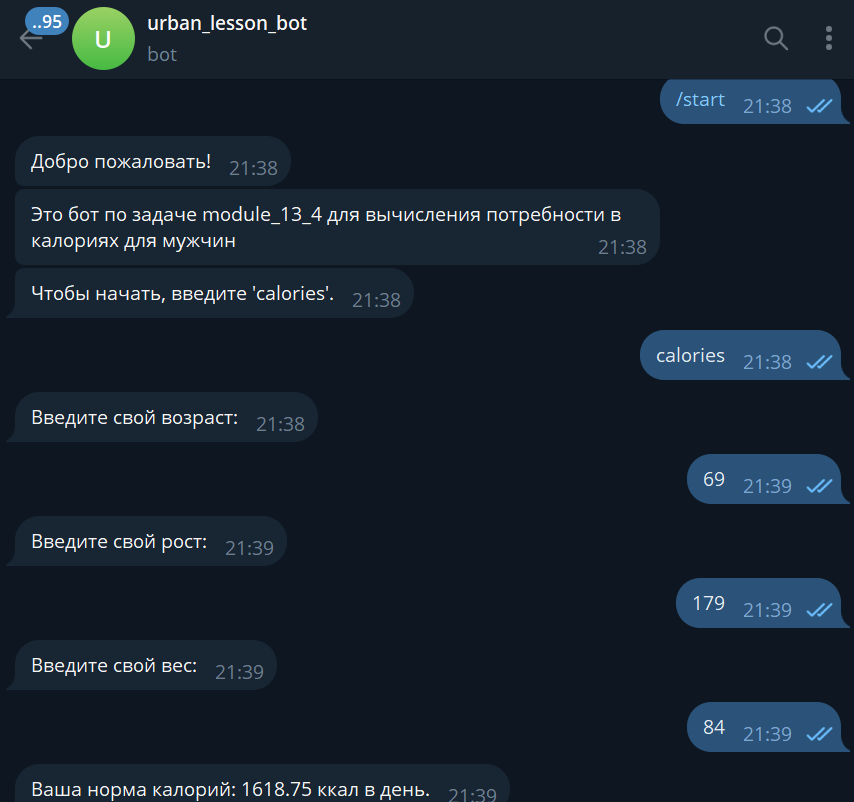 ..95
U
urban_lesson_bot
bot
/start 21:38
Добро пожаловать! 21:38
Это бот по задаче module_13_4 для вычисления потребности в
калориях для мужчин 21:38
Чтобы начать, введите 'calories'. 21:38
calories 21:38
Введите свой возраст: 21:38
69 21:39
Введите свой рост: 21:39
179 21:39
Введите свой вес: 21:39
84 21:39
Ваша норма калорий: 1618.75 ккал в день. 21:39